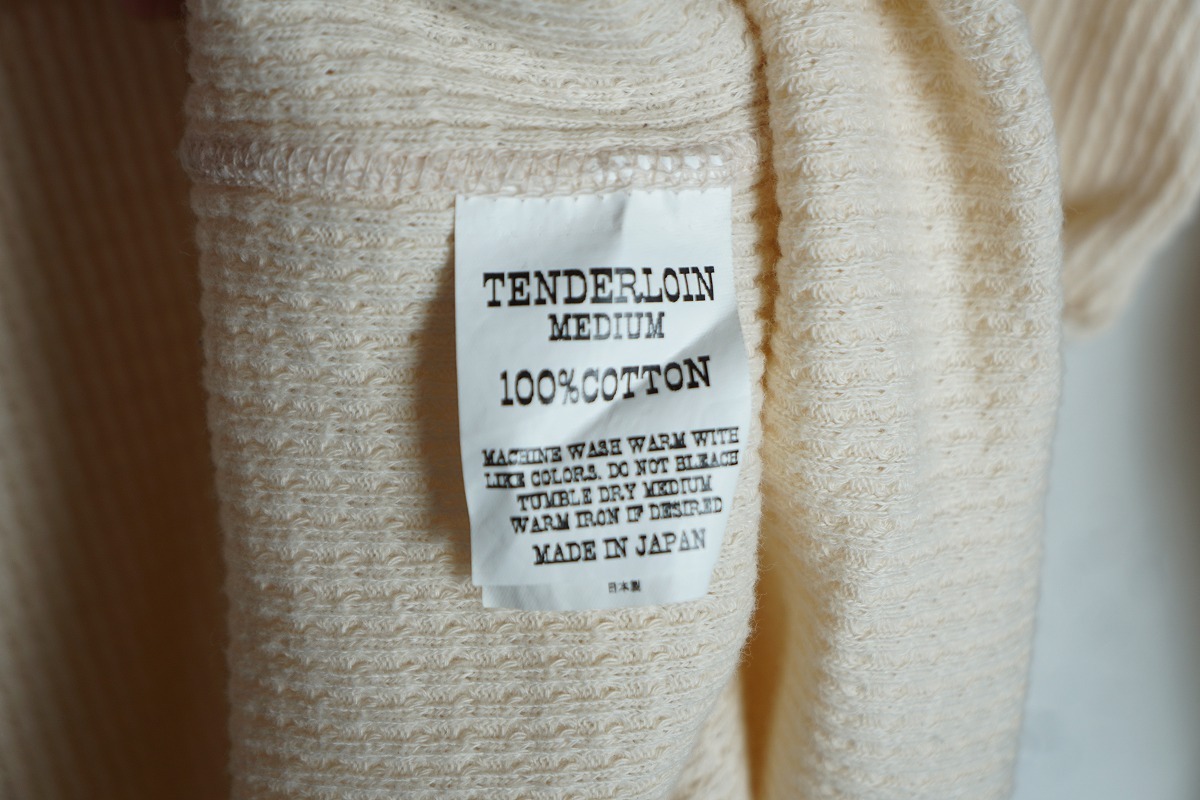 TENDERLOIN
MEDIUM
100%COTTON
MACHINE WASH WARM WITH
LIKE COLORS. DO NOT BLEACH
TUMBLE DRY MEDIUM
WARM IRON IF DESIRED
MADE IN JAPAN
日本製